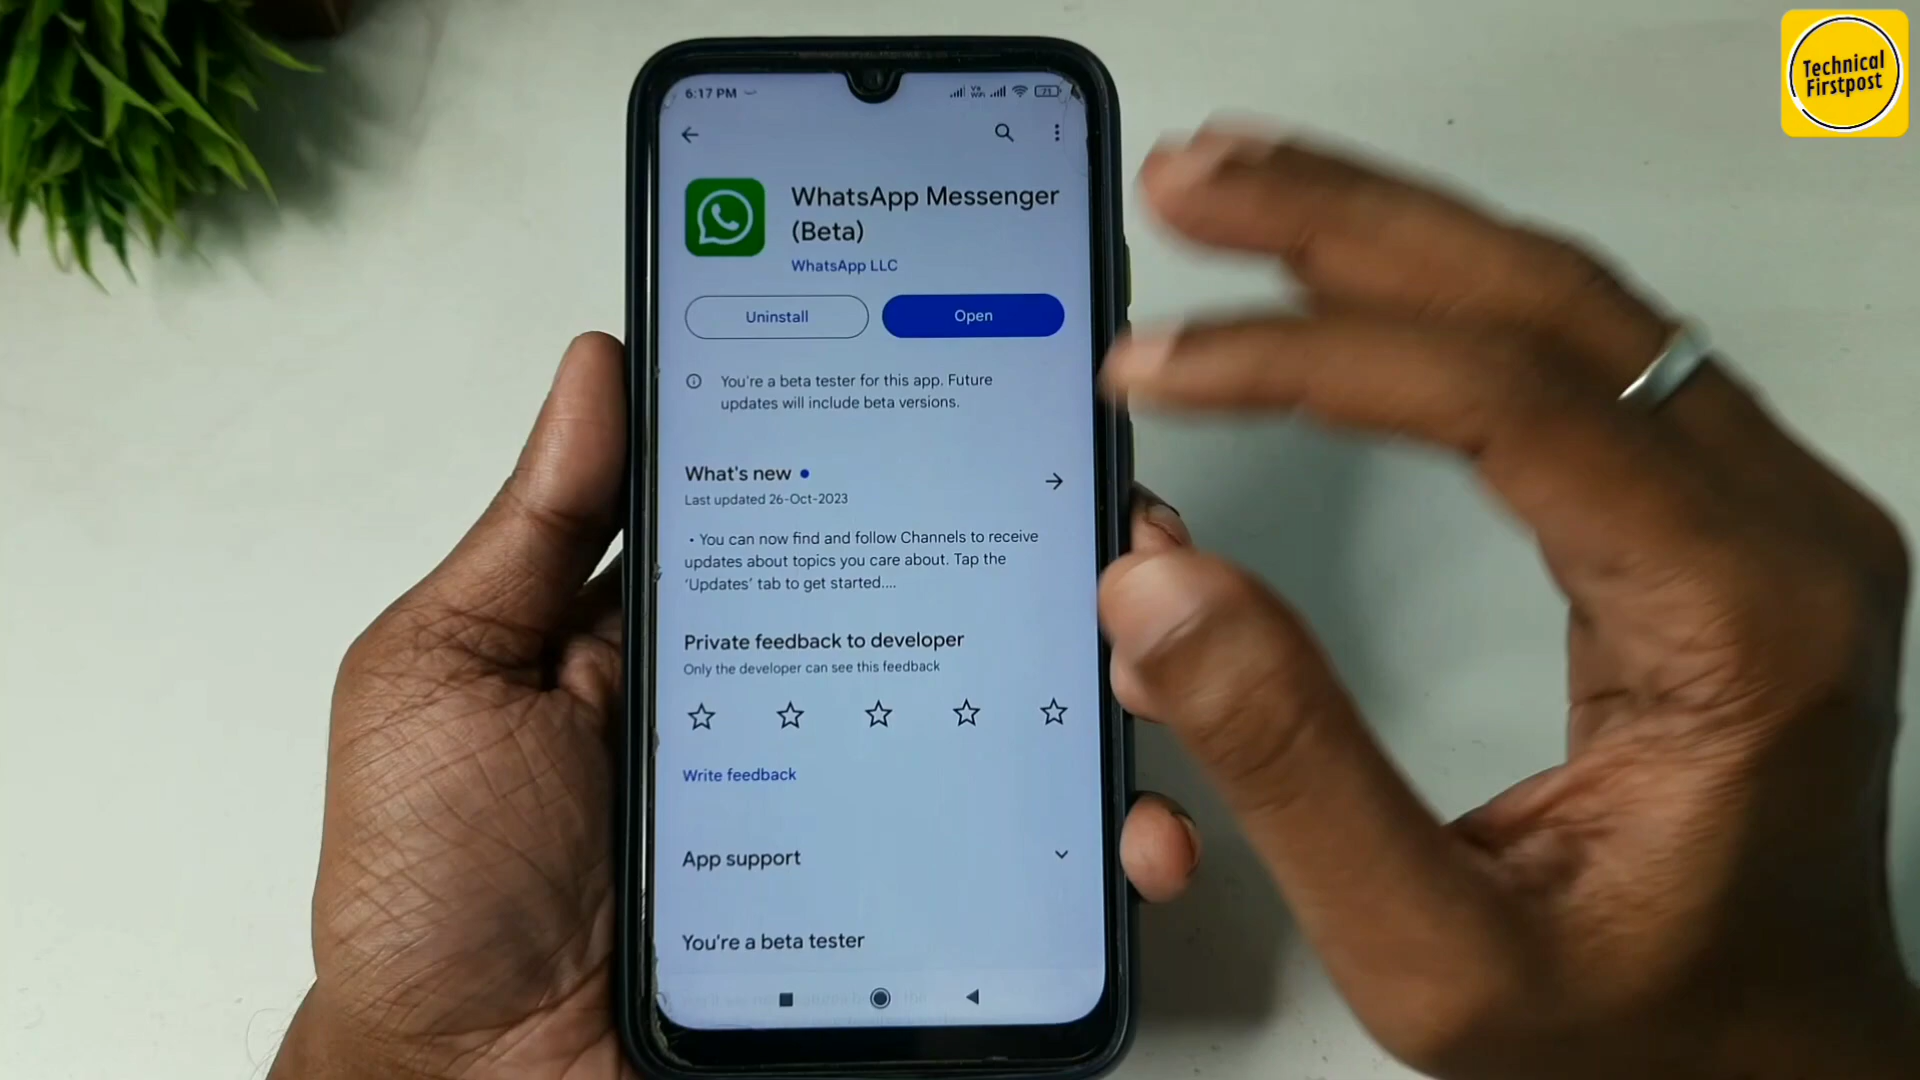 Technical
Firstpost
6:17 PM
Vo
WiFi
71
WhatsApp Messenger
(Beta)
WhatsApp LLC
Uninstall
Open
You're a beta tester for this app. Future
updates will include beta versions.
What's new
Last updated 26-Oct-2023
• You can now find and follow Channels to receive
updates about topics you care about. Tap the
'Updates' tab to get started....
Private feedback to developer
Only the developer can see this feedback
Write feedback
App support
You're a beta tester